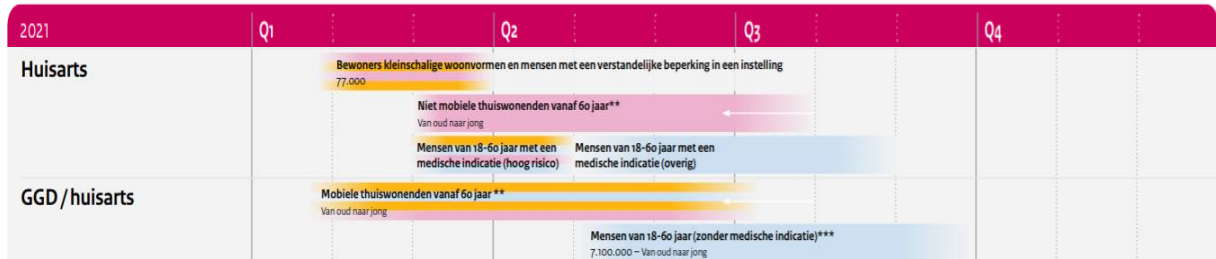 2021 Q1 Q2 Q3 Q4
Huisarts
Bewoners kleinschalige woonvormen en mensen met een verstandelijke beperking in een instelling
77.000
Niet mobiele thuiswonenden vanaf 60 jaar**
Van oud naar jong
Mensen van 18-60 jaar met een
medische indicatie (hoog risico)
Mensen van 18-60 jaar met een
medische indicatie (overig)
GGD / huisarts
Mobiele thuiswonenden vanaf 60 jaar **
Van oud naar jong
Mensen van 18-60 jaar (zonder medische indicatie)***
7.100.000 – Van oud naar jong